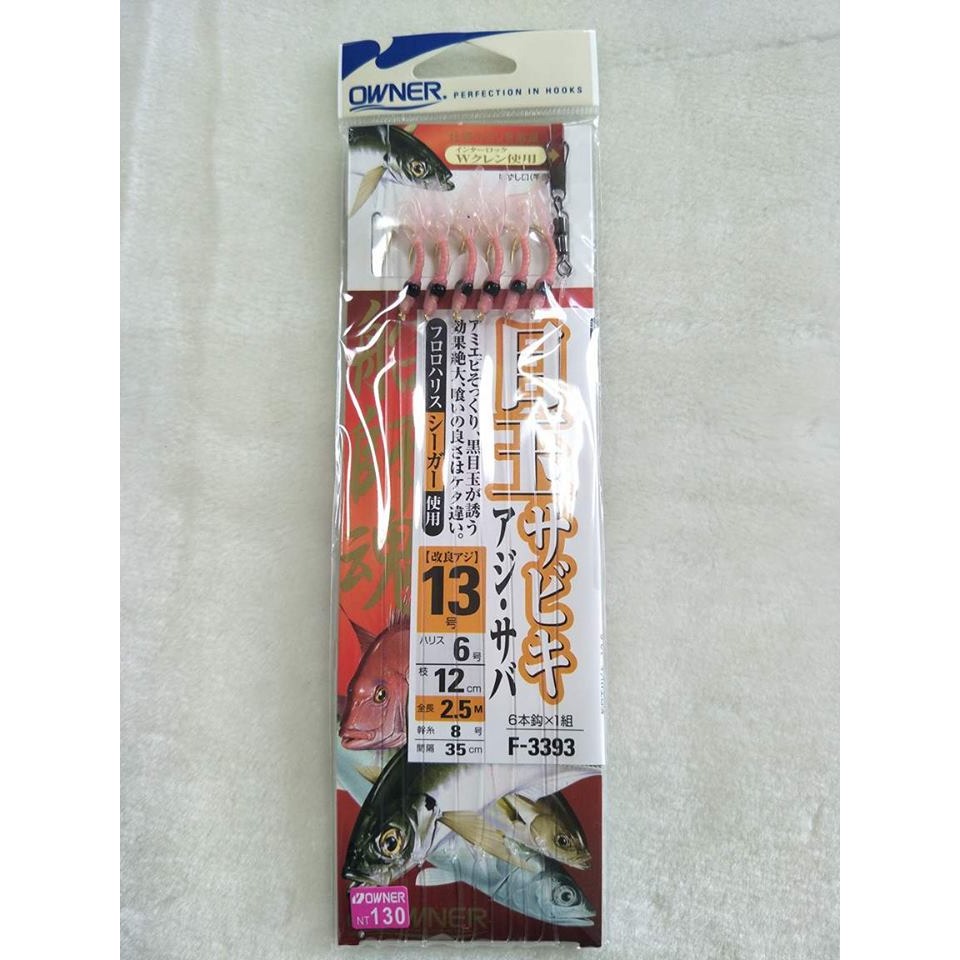 OWNER.
PERFECTION IN HOOKS
インターロック
Wクレン使用
目玉サビキ
アジ・サバ
アミエビそっくり、黒目玉が誘う
効果絶大、喰いの良さはケタ違い。
フロロハリス シーガー 使用
【改良アジ】
13
号
ハリス 6号
枝 12cm
全長 2.5M
幹糸 8 号
間隔 35cm
6本鈎×1組
F-3393
OWNER
NT130
OWNER